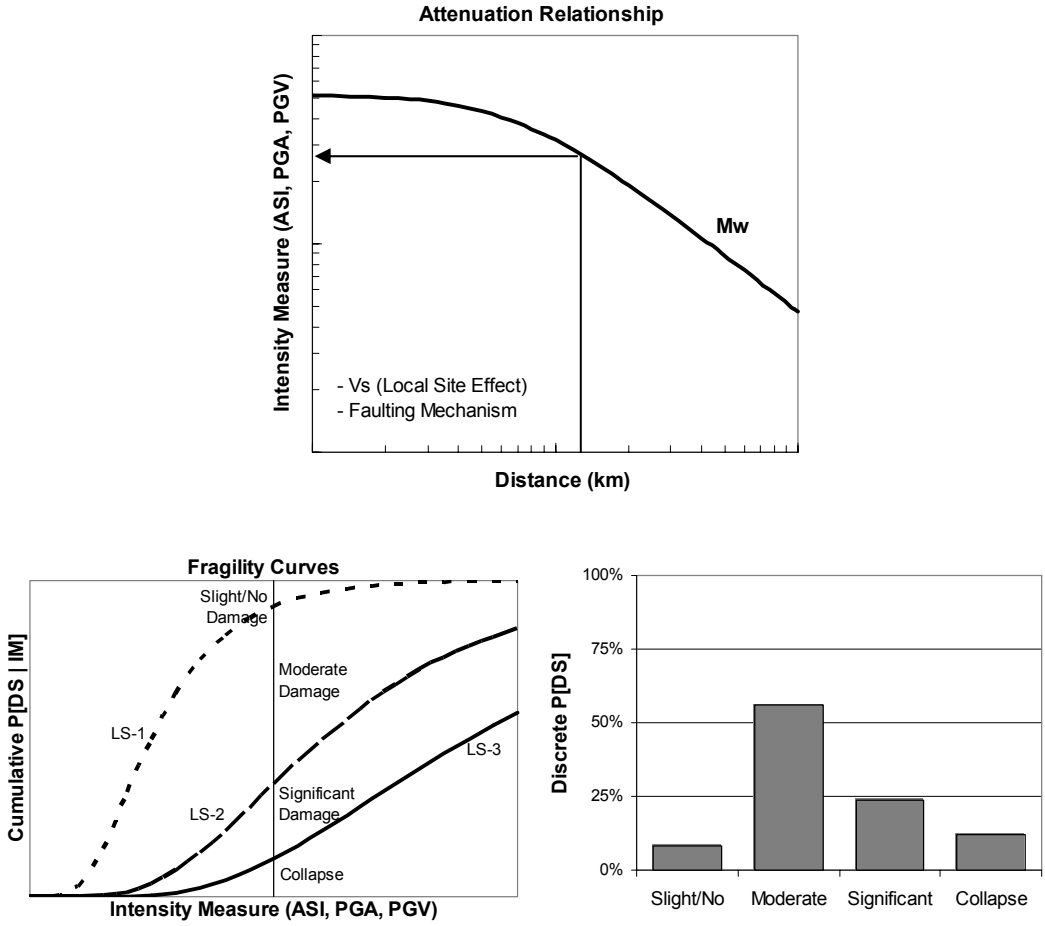 Attenuation Relationship
Intensity Measure (ASI, PGA, PGV)
Mw
- Vs (Local Site Effect)
- Faulting Mechanism
Distance (km)
Fragility Curves
Cumulative P[DS | IM]
Slight/No
Damage
Moderate
Damage
LS-1
LS-2
LS-3
Significant
Damage
Collapse
Intensity Measure (ASI, PGA, PGV)
Discrete P[DS]
100%
75%
50%
25%
0%
Slight/No Moderate Significant Collapse